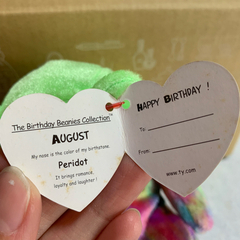 The Birthday Beanies Collection™
AUGUST
My nose is the color of my birthstone,
Peridot
It brings romance,
loyalty and laughter!
HAPPY BIRTHDAY!
To:
From:
www.ty.com